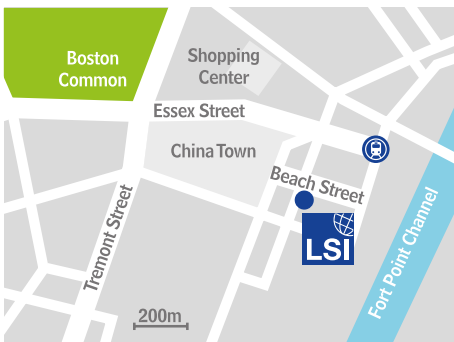 Boston
Common
Shopping
Center
Essex Street
China Town
Beach Street
LSI
Tremont Street
Fort Point Channel
200m